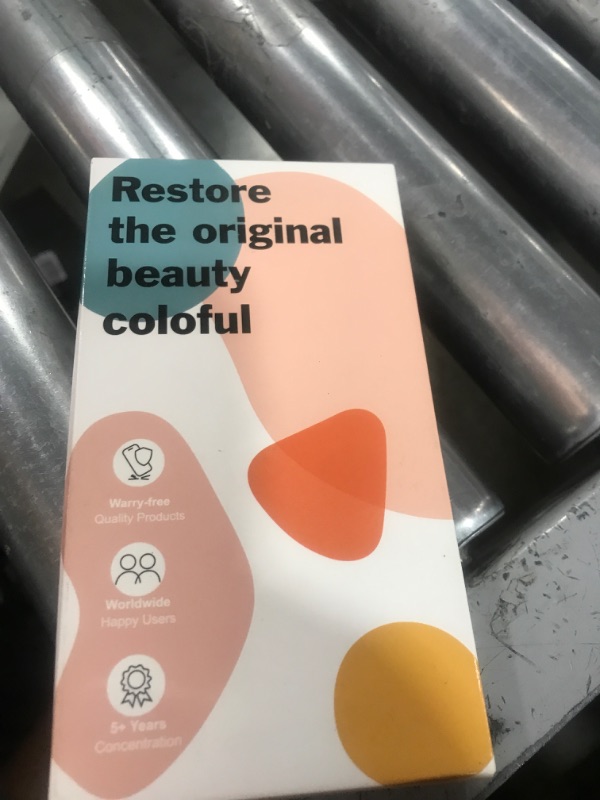 Restore
the original
beauty
coloful
Warry-free
Quality Products
Worldwide
Happy Users
5+ Years
Concentration